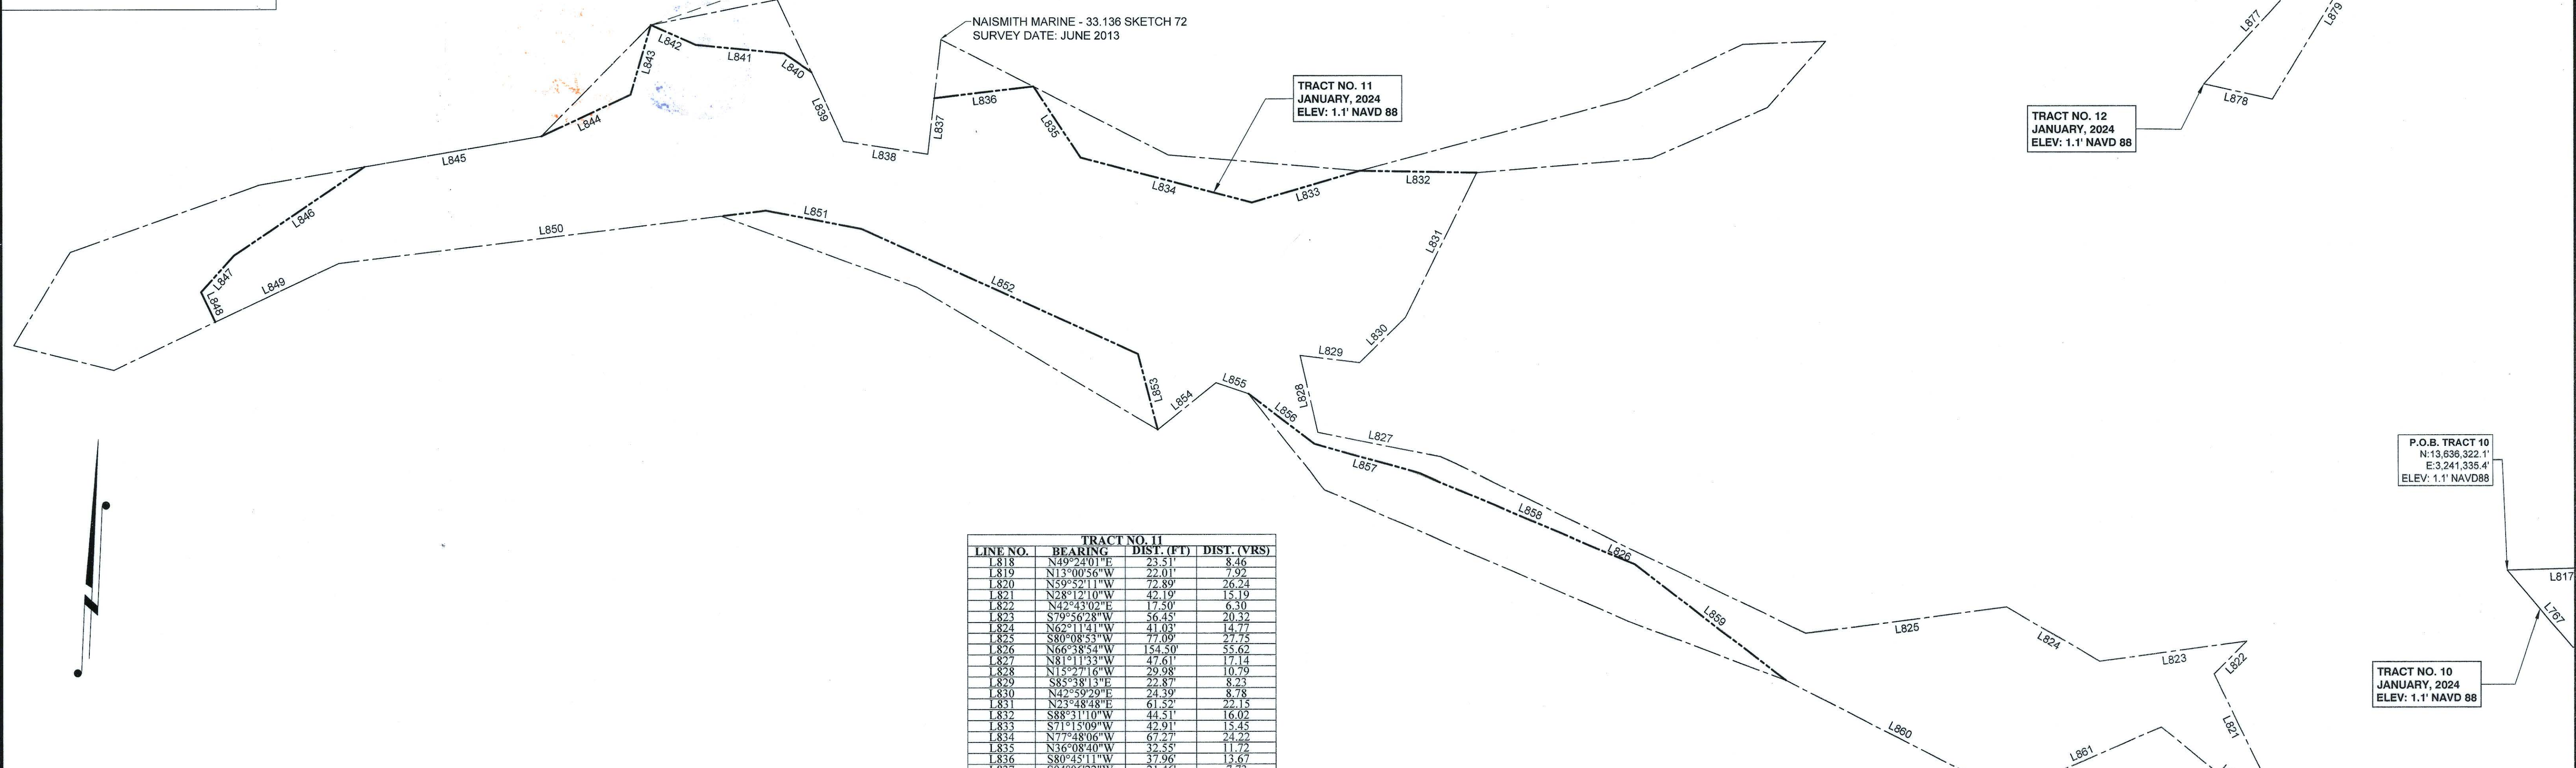 NAISMITH MARINE - 33.136 SKETCH 72
SURVEY DATE: JUNE 2013
L877
L879
L878
TRACT NO. 12
JANUARY, 2024
ELEV: 1.1' NAVD 88
TRACT NO. 11
JANUARY, 2024
ELEV: 1.1' NAVD 88
L842
L841
L840
L843
L844
L839
L838
L837
L836
L835
L834
L833
L832
L831
L830
L829
L828
L827
L845
L846
L847
L848
L849
L850
L851
L852
L853
L854
L855
L856
L857
L858
L826
L859
L860
L861
L825
L824
L823
L822
L821
P.O.B. TRACT 10
N:13,636,322.1'
E:3,241,335.4'
ELEV: 1.1' NAVD88
L817
L767
TRACT NO. 10
JANUARY, 2024
ELEV: 1.1' NAVD 88
TRACT NO. 11
LINE NO. BEARING DIST. (FT) DIST. (VRS)
L818 N49°24'01"E 23.51' 8.46
L819 N13°00'56"W 22.01' 7.92
L820 N59°52'11"W 72.89' 26.24
L821 N28°12'10"W 42.19' 15.19
L822 N42°43'02"E 17.50' 6.30
L823 S79°56'28"W 56.45' 20.32
L824 N62°11'41"W 41.03' 14.77
L825 S80°08'53"W 77.09' 27.75
L826 N66°38'54"W 154.50' 55.62
L827 N81°11'33"W 47.61' 17.14
L828 N15°27'16"W 29.98' 10.79
L829 S85°38'13"E 22.87' 8.23
L830 N42°59'29"E 24.39' 8.78
L831 N23°48'48"E 61.52' 22.15
L832 S88°31'10"W 44.51' 16.02
L833 S71°15'09"W 42.91' 15.45
L834 N77°48'06"W 67.27' 24.22
L835 N36°08'40"W 32.55' 11.72
L836 S80°45'11"W 37.96' 13.67